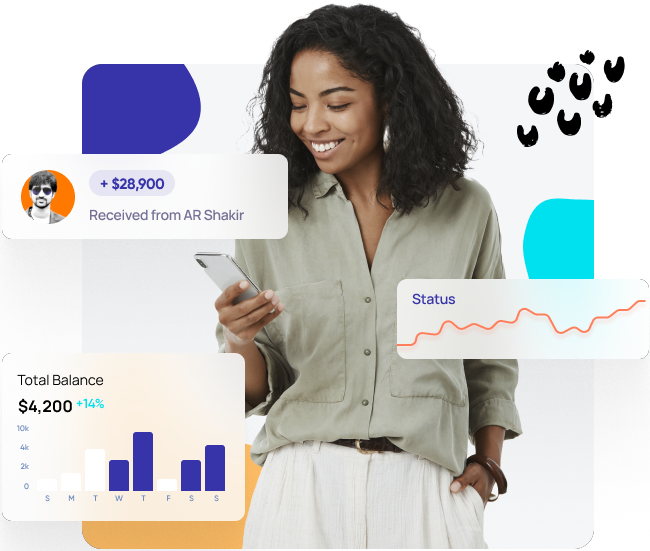 + $28,900
Received from AR Shakir
Status
Total Balance
$4,200 +14%
10k
4k
2k
0
S M T W T F S S